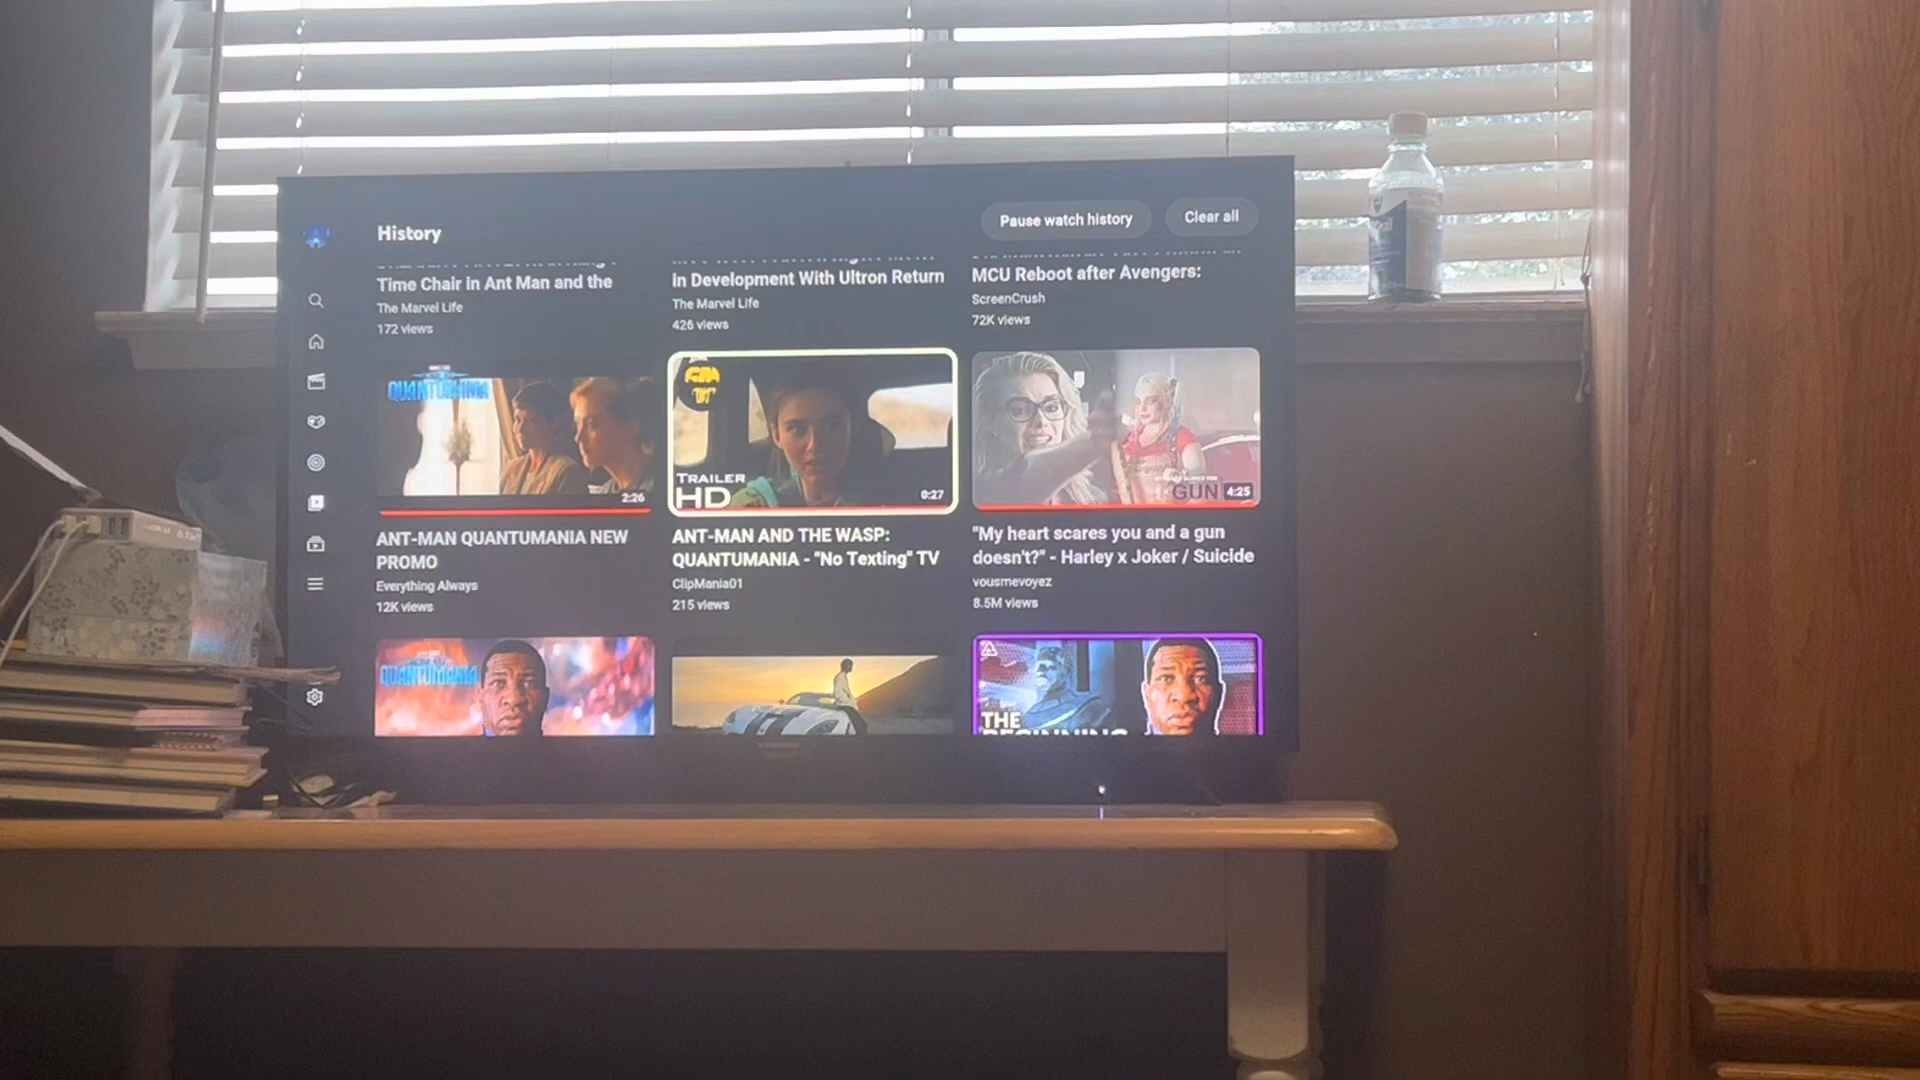 History
Pause watch history
Clear all
Time Chair in Ant Man and the
The Marvel Life
172 views
In Development With Ultron Return
The Marvel Life
426 views
MCU Reboot after Avengers:
ScreenCrush
72K views
QUANTUMANIA
2:26
TRAILER
HD
0:27
GUN
4:25
ANT-MAN QUANTUMANIA NEW
PROMO
Everything Always
12K views
ANT-MAN AND THE WASP:
QUANTUMANIA - "No Texting" TV
ClipMania01
215 views
"My heart scares you and a gun
doesn't?" - Harley x Joker / Suicide
vousmevoyez
8.5M views
QUANTUMANIA
THE
BEGINNING